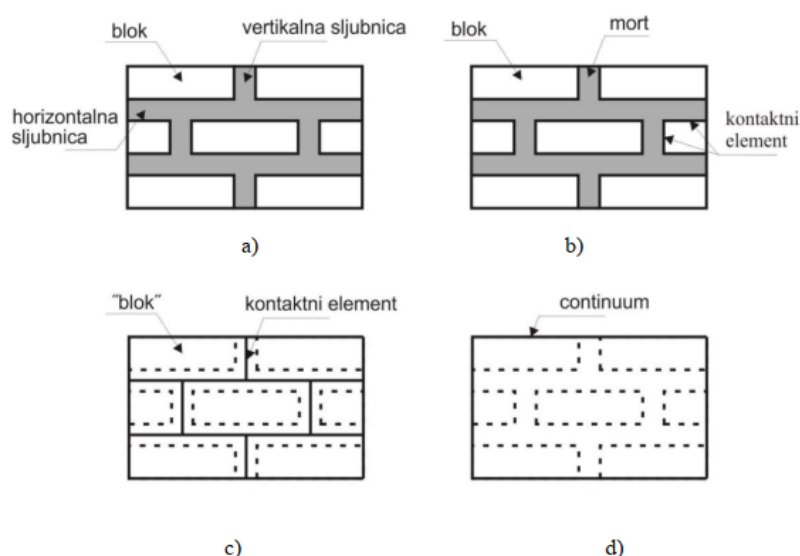 blok
vertikalna sljubnica
horizontalna
sljubnica
a)
blok
mort
kontaktni
element
b)
"blok"
kontaktni element
c)
continuum
d)